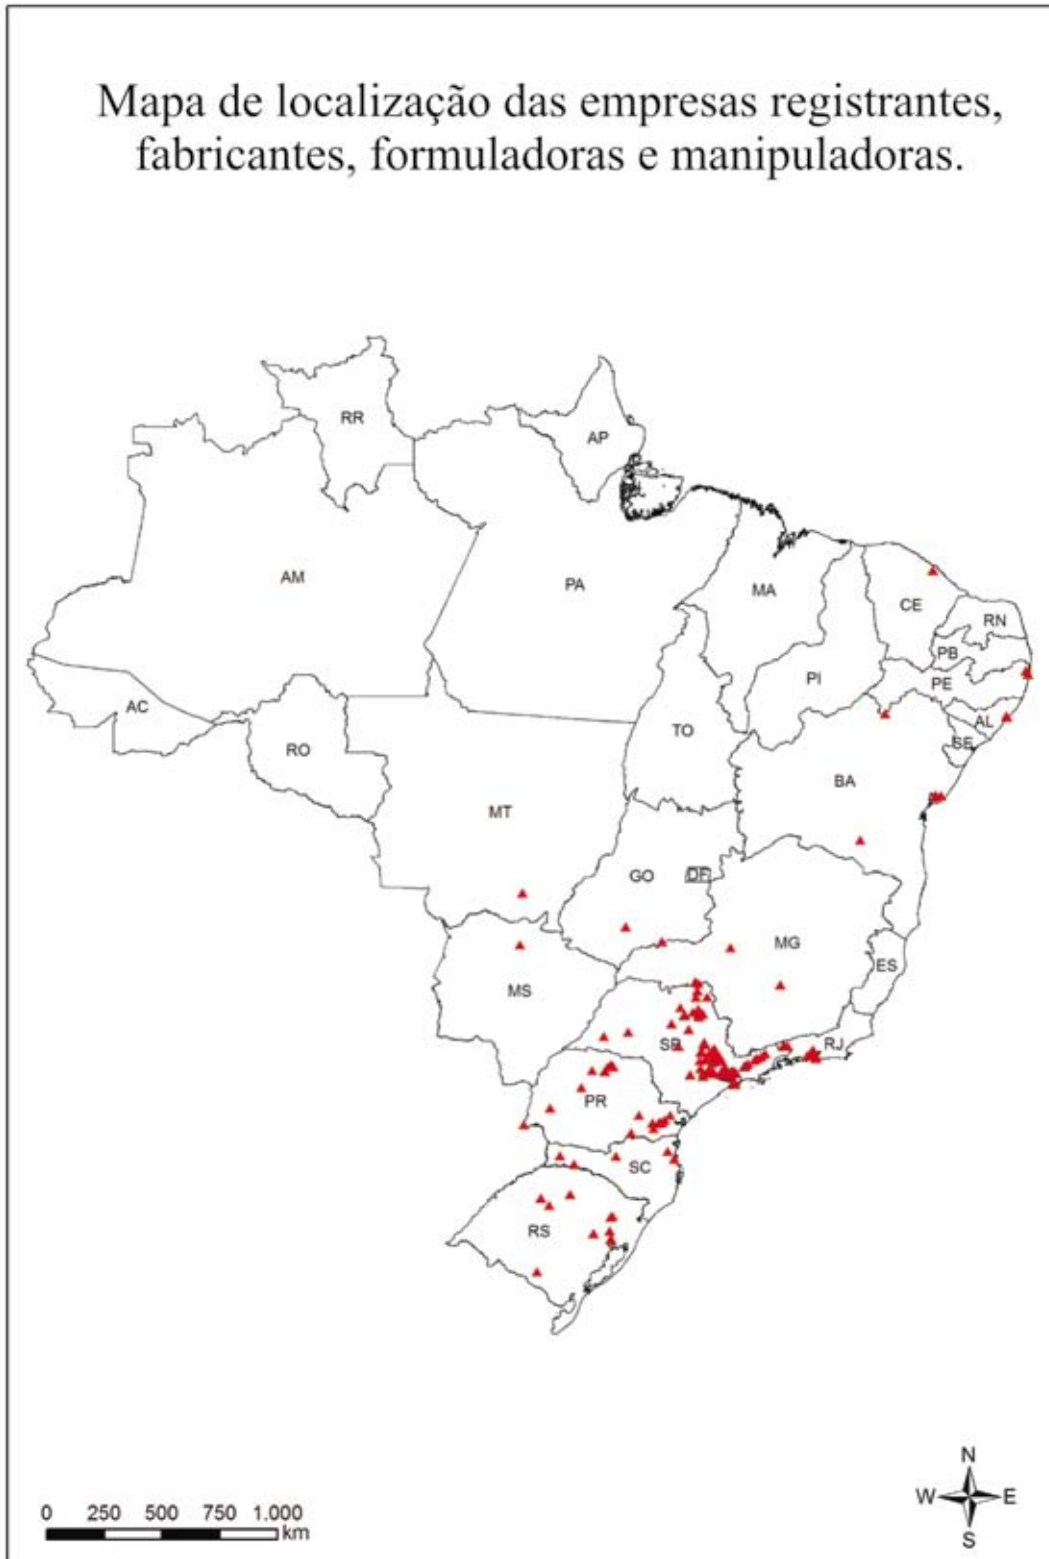 Mapa de localização das empresas registrantes,
fabricantes, formuladoras e manipuladoras.
RR
AP
AM
PA
MA
CE
RN
PB
PE
PI
AC
AL
SE
TO
RO
BA
MT
GO
DF
MG
ES
MS
RJ
SP
PR
SC
RS
N
W E
S
0 250 500 750 1.000
km